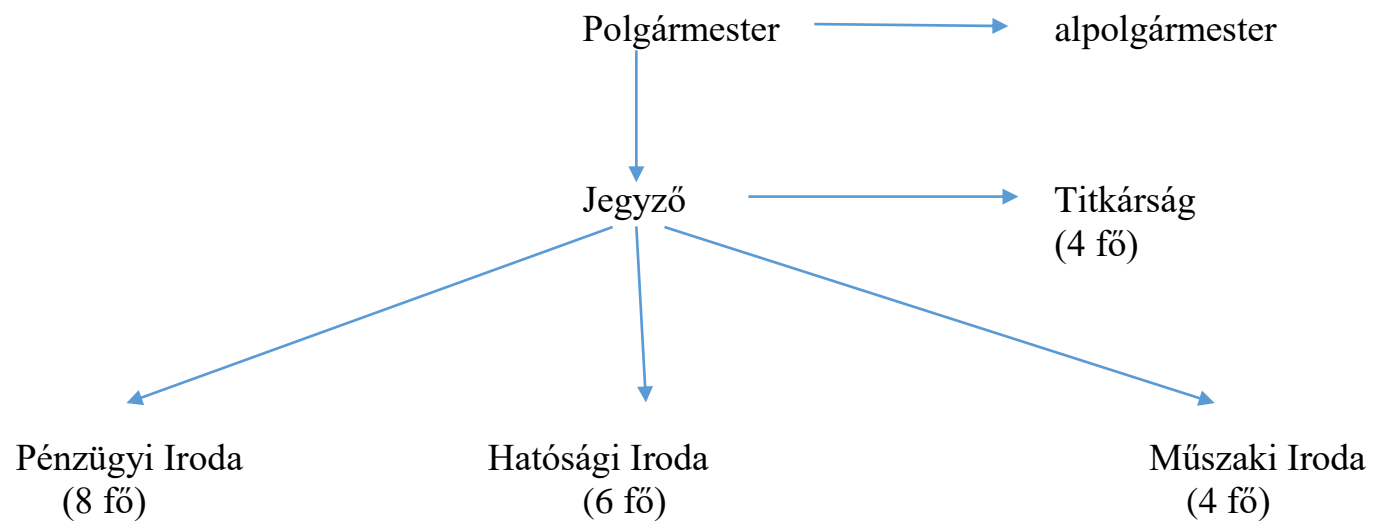 Polgármester
alpolgármester
Jegyző
Titkárság
(4 fő)
Pénzügyi Iroda
(8 fő)
Hatósági Iroda
(6 fő)
Műszaki Iroda
(4 fő)